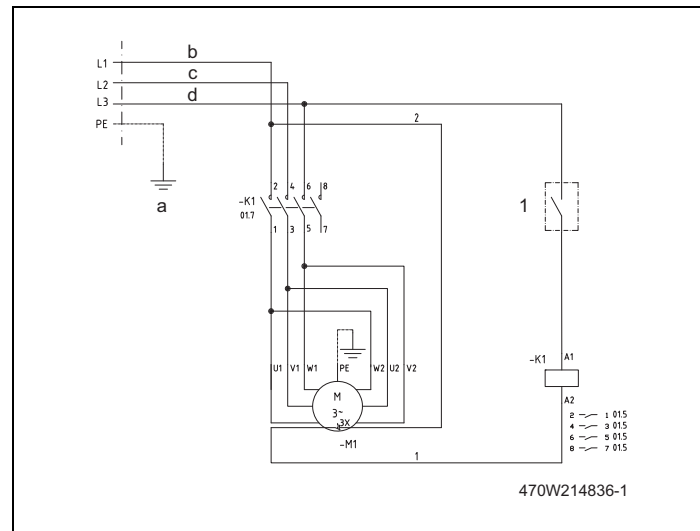 b
L1
c
L2
d
L3
PE
2
a
2 4 6 8
-K1
01.7
1 3 5 7
1
-K1
A1
A2
U1 V1 W1 PE W2 U2 V2
M
3~
3X
-M1
2 1 01.5
4 3 01.5
6 5 01.5
8 7 01.5
1
470W214836-1